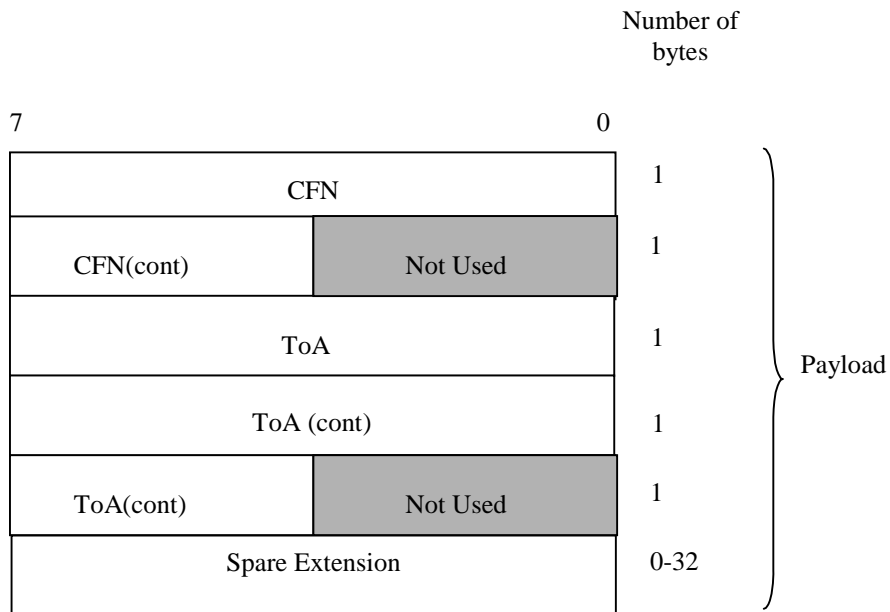 Number of
bytes
7 0
CFN 1
CFN(cont) Not Used 1
ToA 1
Payload
ToA (cont) 1
ToA(cont) Not Used 1
Spare Extension 0-32